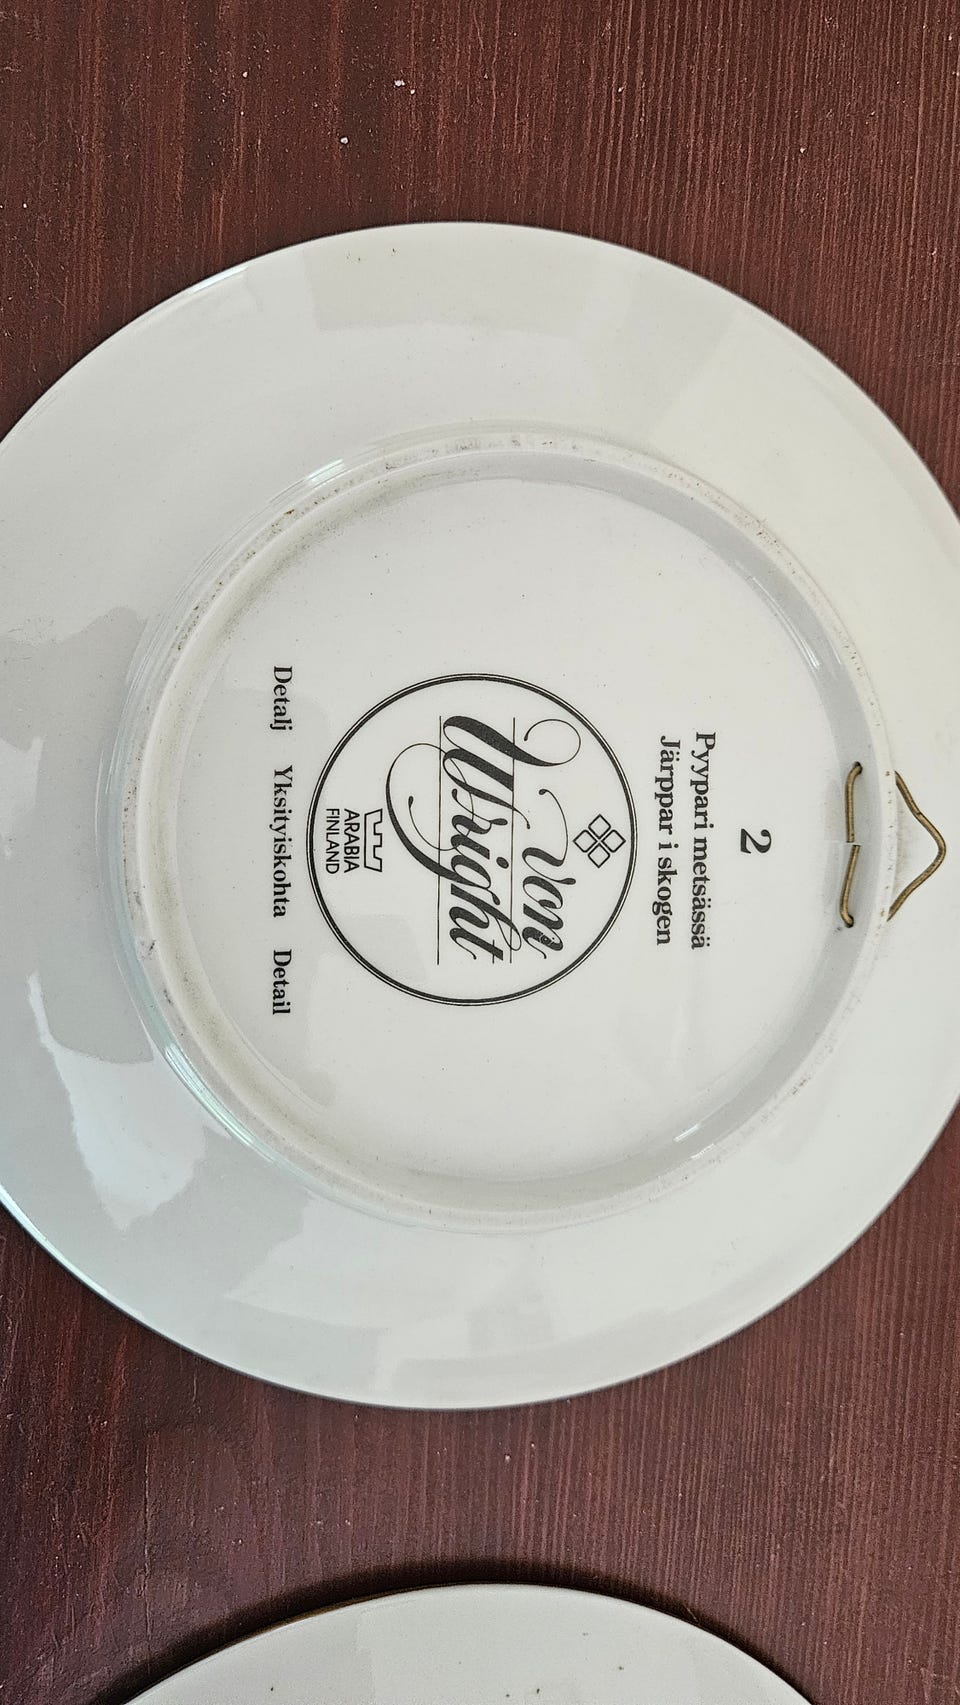 2
Pyypari metsässä
Järppar i skogen
von
Wright
ARABIA
FINLAND
Detalj Yksityiskohta Detail